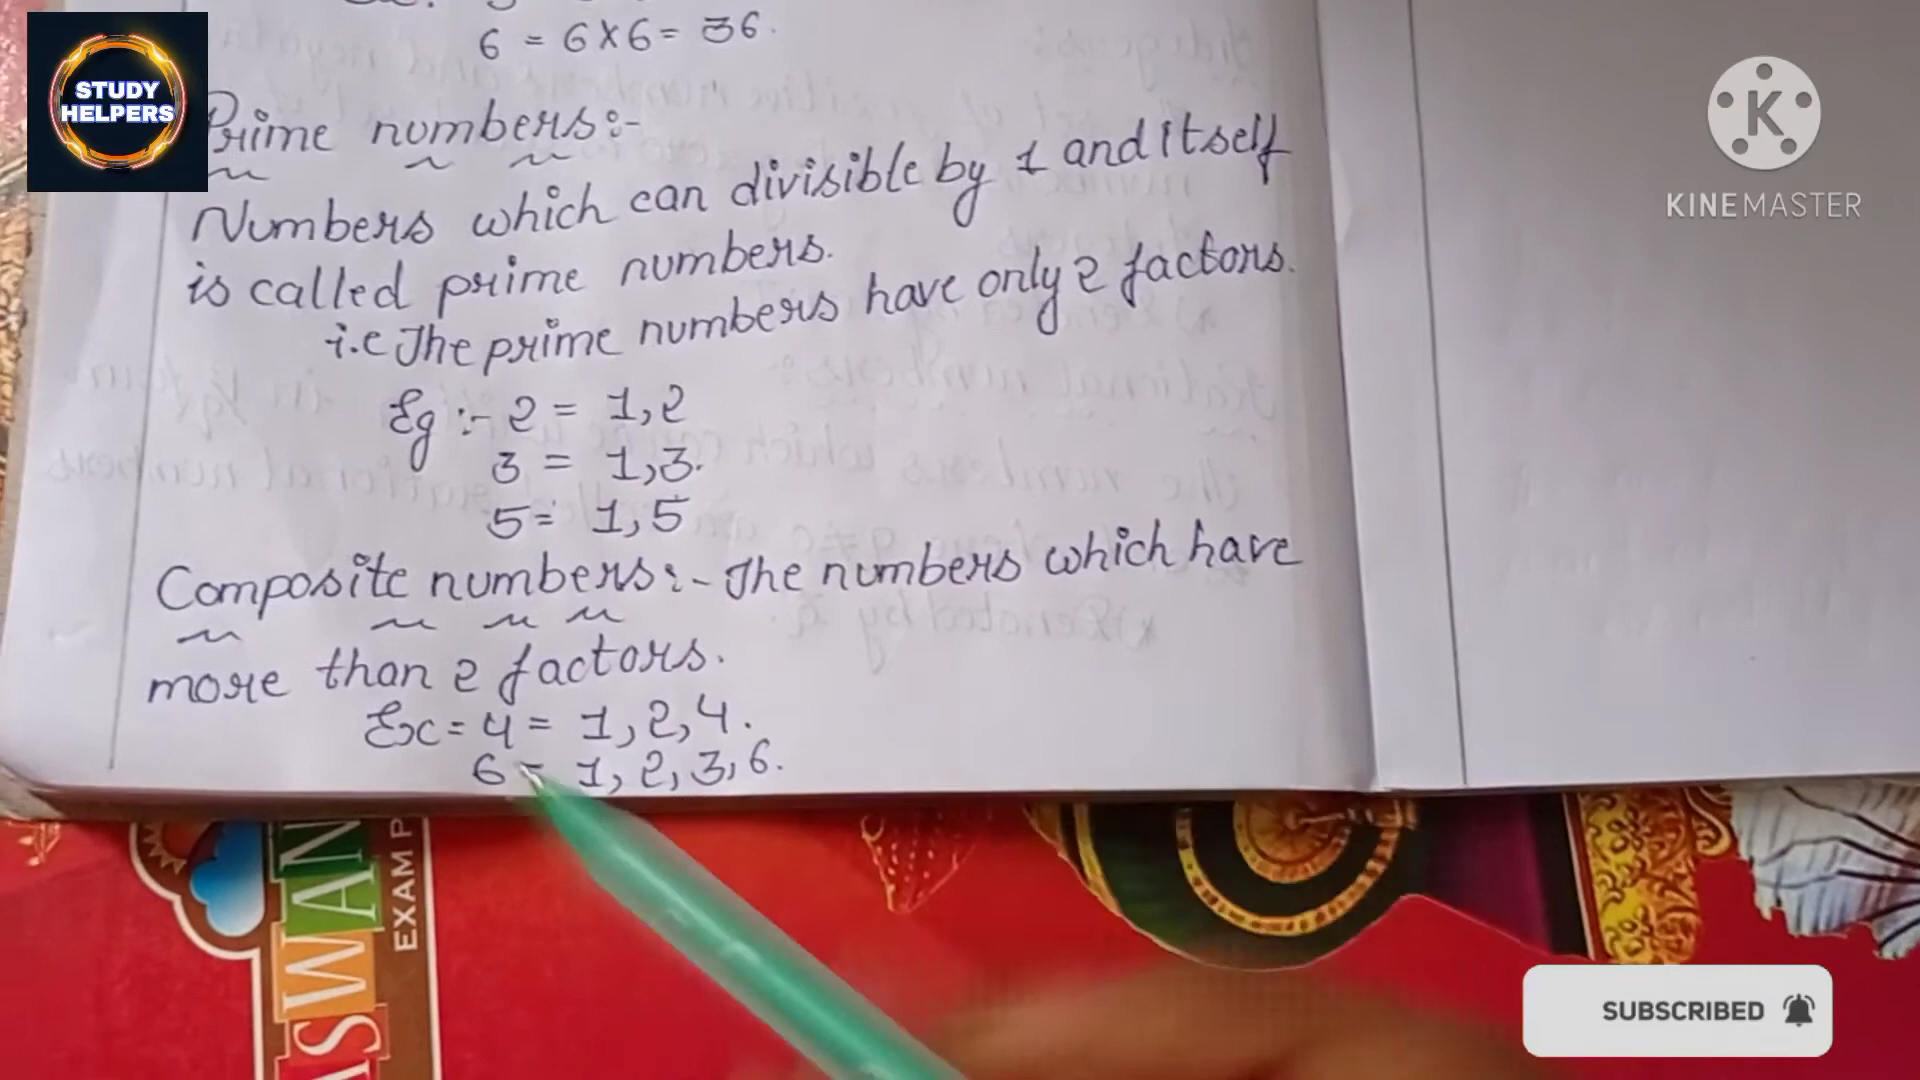 6 = 6×6 = 36.
STUDY
HELPERS
KINEMASTER
Prime numbers:-
Numbers which can divisible by 1 and Itself
is called prime numbers.
i.e The prime numbers have only 2 factors.
Eg :- 2 = 1,2
3 = 1,3.
5 = 1,5
Composite numbers:- The numbers which have
more than 2 factors.
Ex = 4 = 1,2,4.
6 = 1,2,3,6.
EXAM P
SUBSCRIBED